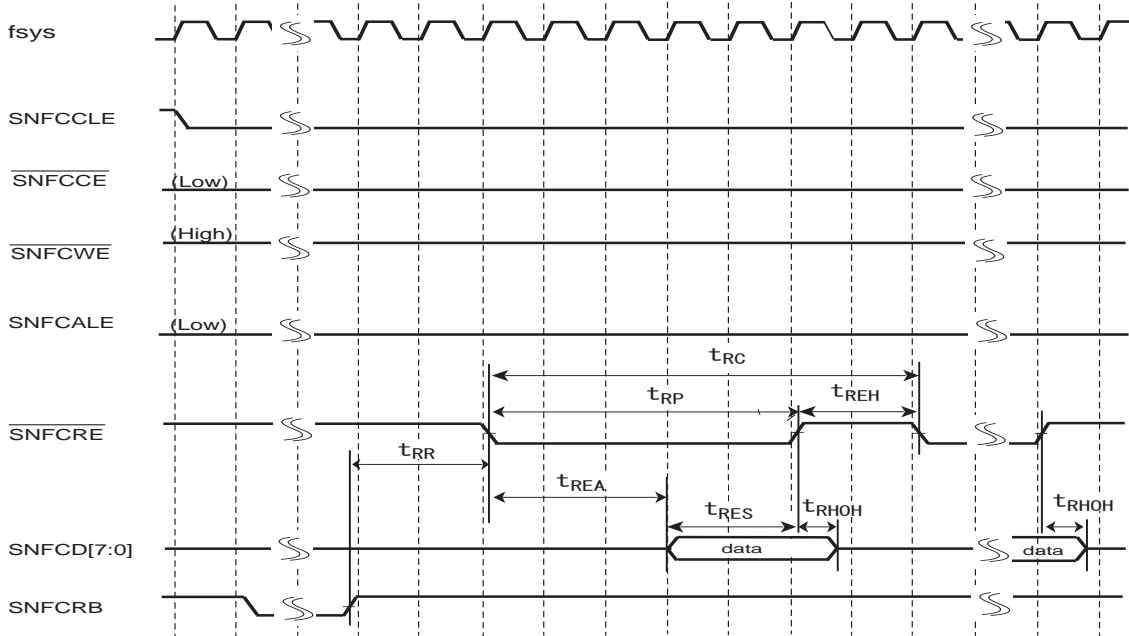 fsys
SNFCCLE
SNFCCE (Low)
SNFCWE (High)
SNFCALE (Low)
tRC
tRP tREH
SNFCRE
tRR
tREA
tRES tRHOH tRHOH
SNFCD[7:0] data data
SNFCRB